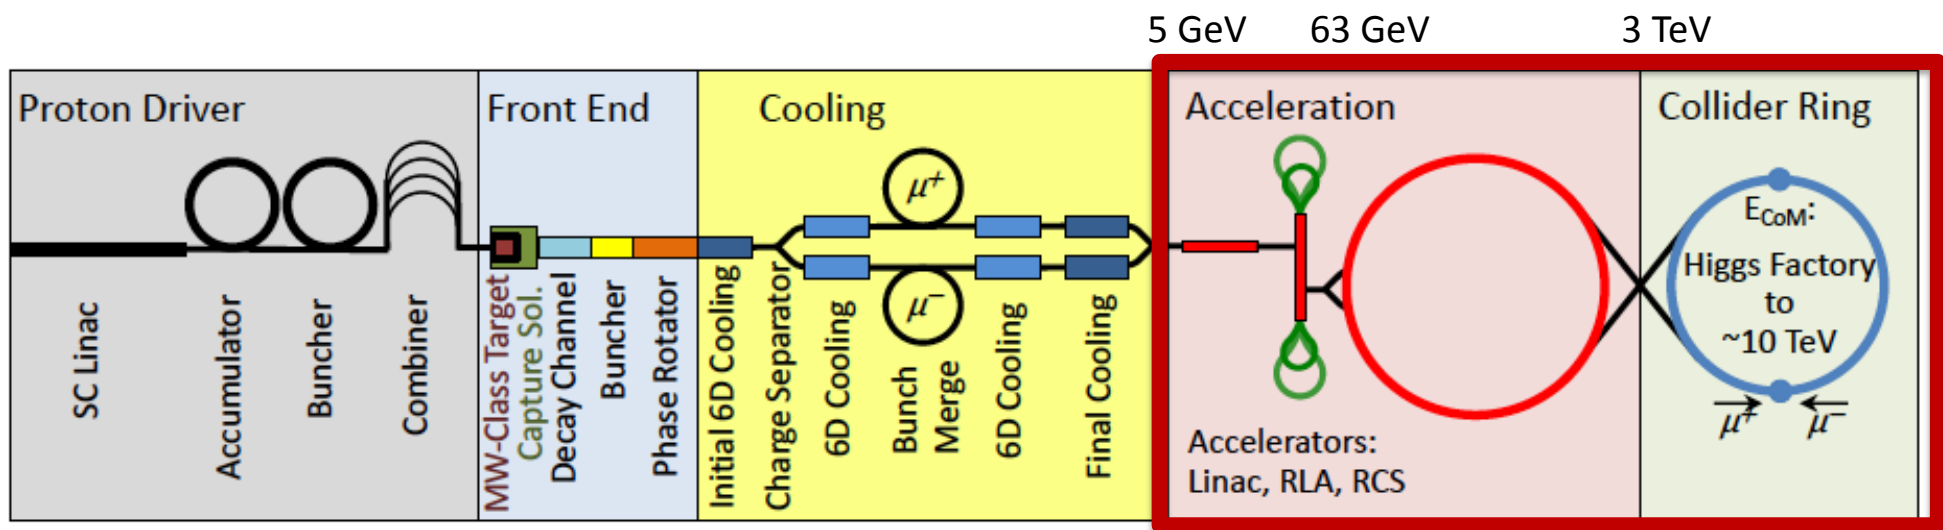 5 GeV
63 GeV
3 TeV
Proton Driver
Front End
Cooling
Acceleration
Collider Ring
SC Linac
Accumulator
Buncher
Combiner
MW-Class Target
Capture Sol.
Decay Channel
Buncher
Phase Rotator
Initial 6D Cooling
Charge Separator
6D Cooling
μ+
μ−
Bunch
Merge
6D Cooling
Final Cooling
Accelerators:
Linac, RLA, RCS
ECoM:
Higgs Factory
to
~10 TeV
μ+
μ−